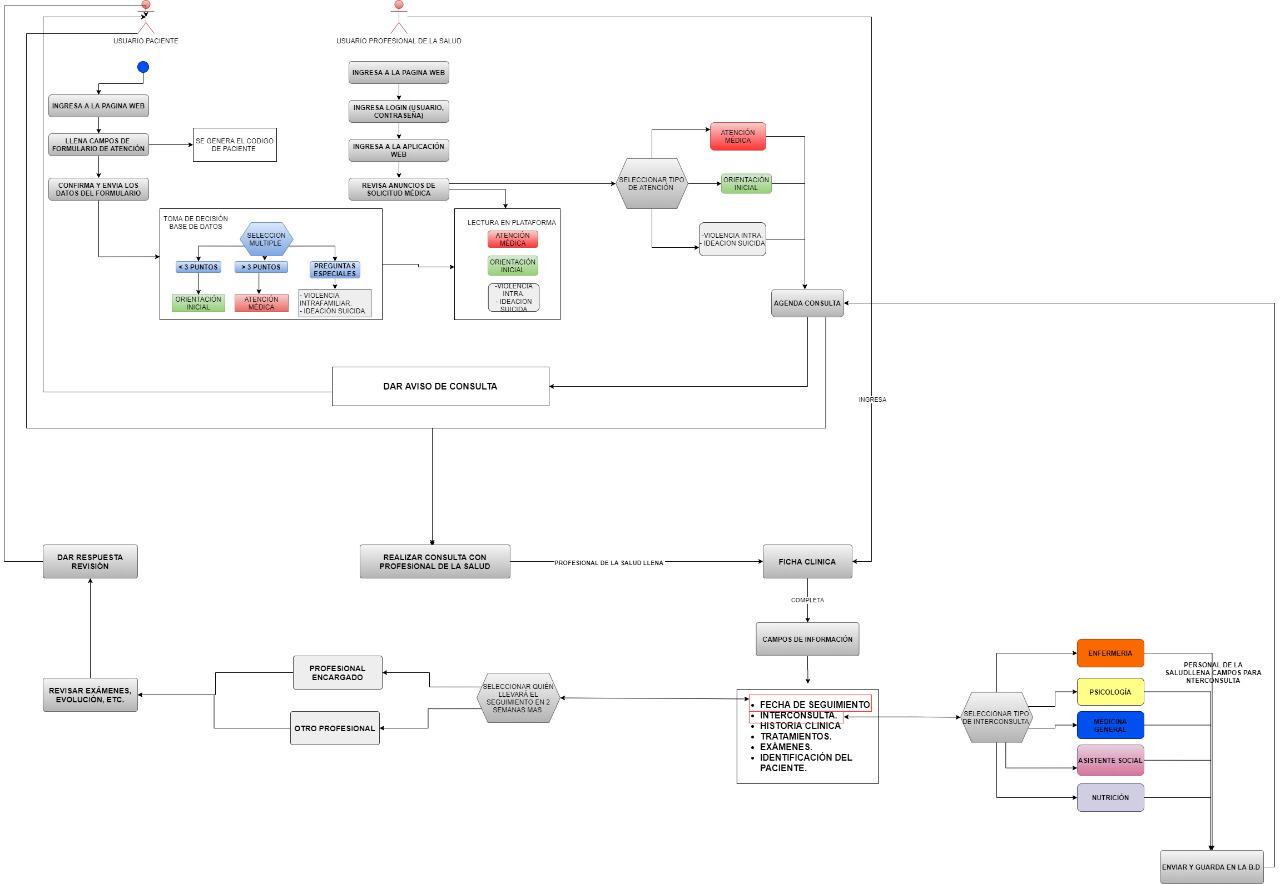 USUARIO PACIENTE
USUARIO PROFESIONAL DE LA SALUD
INGRESA A LA PAGINA WEB
LLENA CAMPOS DE
FORMULARIO DE ATENCIÓN
SE GENERA EL CODIGO
DE PACIENTE
CONFIRMA Y ENVIA LOS
DATOS DEL FORMULARIO
INGRESA A LA PAGINA WEB
INGRESA LOGIN (USUARIO,
CONTRASEÑA)
INGRESA A LA APLICACIÓN
WEB
REVISA ANUNCIOS DE
SOLICITUD MÉDICA
TOMA DE DECISIÓN
BASE DE DATOS
SELECCION
MULTIPLE
< 3 PUNTOS
> 3 PUNTOS
PREGUNTAS
ESPECIALES
ORIENTACIÓN
INICIAL
ATENCIÓN
MÉDICA
- VIOLENCIA
INTRAFAMILIAR.
- IDEACIÓN SUICIDA
LECTURA EN PLATAFORMA
ATENCIÓN
MÉDICA
ORIENTACIÓN
INICIAL
-VIOLENCIA
INTRA.
- IDEACION
SUICIDA
SELECCIONAR TIPO
DE ATENCIÓN
ATENCIÓN
MÉDICA
ORIENTACIÓN
INICIAL
-VIOLENCIA INTRA.
- IDEACION SUICIDA
AGENDA CONSULTA
DAR AVISO DE CONSULTA
INGRESA
DAR RESPUESTA
REVISIÓN
REALIZAR CONSULTA CON
PROFESIONAL DE LA SALUD
PROFESIONAL DE LA SALUD LLENA
FICHA CLINICA
COMPLETA
CAMPOS DE INFORMACIÓN
• FECHA DE SEGUIMIENTO
• INTERCONSULTA.
• HISTORIA CLINICA
• TRATAMIENTOS.
• EXÁMENES.
• IDENTIFICACIÓN DEL
PACIENTE.
SELECCIONAR QUIÉN
LLEVARÁ EL
SEGUIMIENTO EN 2
SEMANAS MAS
PROFESIONAL
ENCARGADO
OTRO PROFESIONAL
REVISAR EXÁMENES,
EVOLUCIÓN, ETC.
SELECCIONAR TIPO
DE INTERCONSULTA
ENFERMERIA
PSICOLOGÍA
MEDICINA
GENERAL
ASISTENTE SOCIAL
NUTRICIÓN
PERSONAL DE LA
SALUDLLENA CAMPOS PARA
NTERCONSULTA
ENVIAR Y GUARDA EN LA B.D